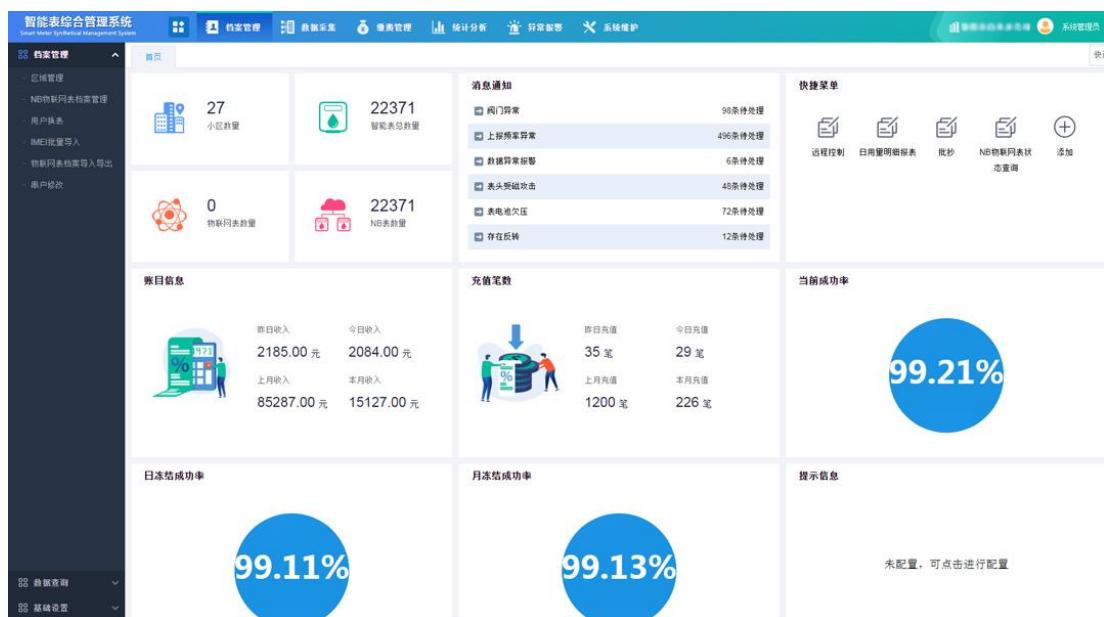 智能表综合管理系统
Smart Meter Synthetical Management System
档案管理
数据采集
缴费管理
统计分析
异常报警
系统维护
系统管理员
档案管理
首页
区域管理
NB物联网表档案管理
用户换表
IMEI批量导入
物联网表档案导入导出
串户修改
数据查询
基础设置
27
小区数量
22371
智能表总数量
0
物联网表数量
22371
NB表数量
消息通知
阀门异常 98条待处理
上报频率异常 496条待处理
数据异常报警 6条待处理
表头受磁攻击 48条待处理
表电池欠压 72条待处理
存在反转 12条待处理
快捷菜单
远程控制
日用量明细报表
批抄
NB物联网表状
态查询
添加
账目信息
昨日收入 今日收入
2185.00 元 2084.00 元
上月收入 本月收入
85287.00 元 15127.00 元
充值笔数
昨日充值 今日充值
35 笔 29 笔
上月充值 本月充值
1200 笔 226 笔
当前成功率
99.21%
日冻结成功率
99.11%
月冻结成功率
99.13%
提示信息
未配置，可点击进行配置